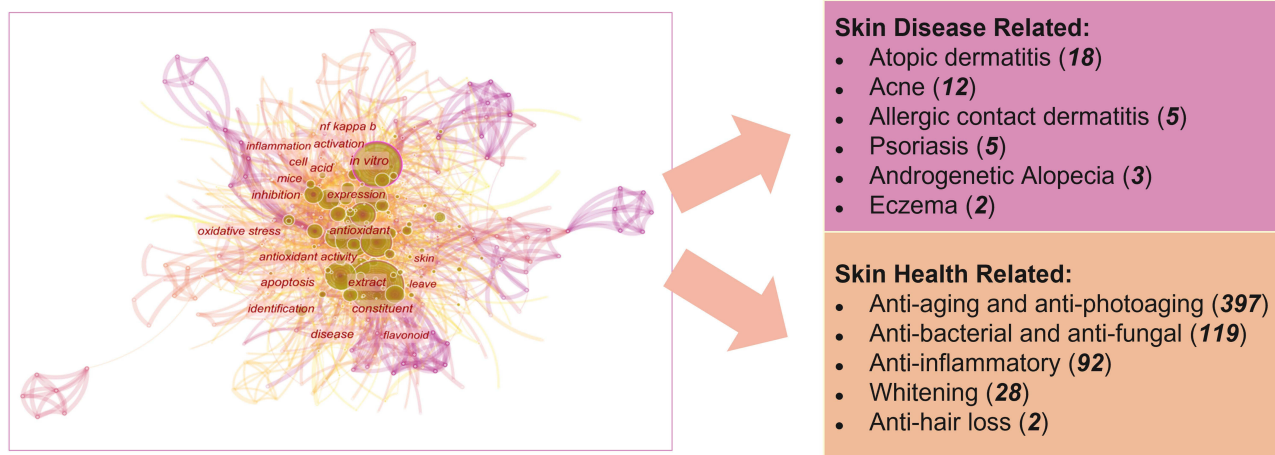 nf kappa b
inflammation activation
cell acid in vitro
mice
inhibition expression
oxidative stress antioxidant
antioxidant activity skin
apoptosis extract leave
identification constituent
disease flavonoid
Skin Disease Related:
• Atopic dermatitis (18)
• Acne (12)
• Allergic contact dermatitis (5)
• Psoriasis (5)
• Androgenetic Alopecia (3)
• Eczema (2)
Skin Health Related:
• Anti-aging and anti-photoaging (397)
• Anti-bacterial and anti-fungal (119)
• Anti-inflammatory (92)
• Whitening (28)
• Anti-hair loss (2)